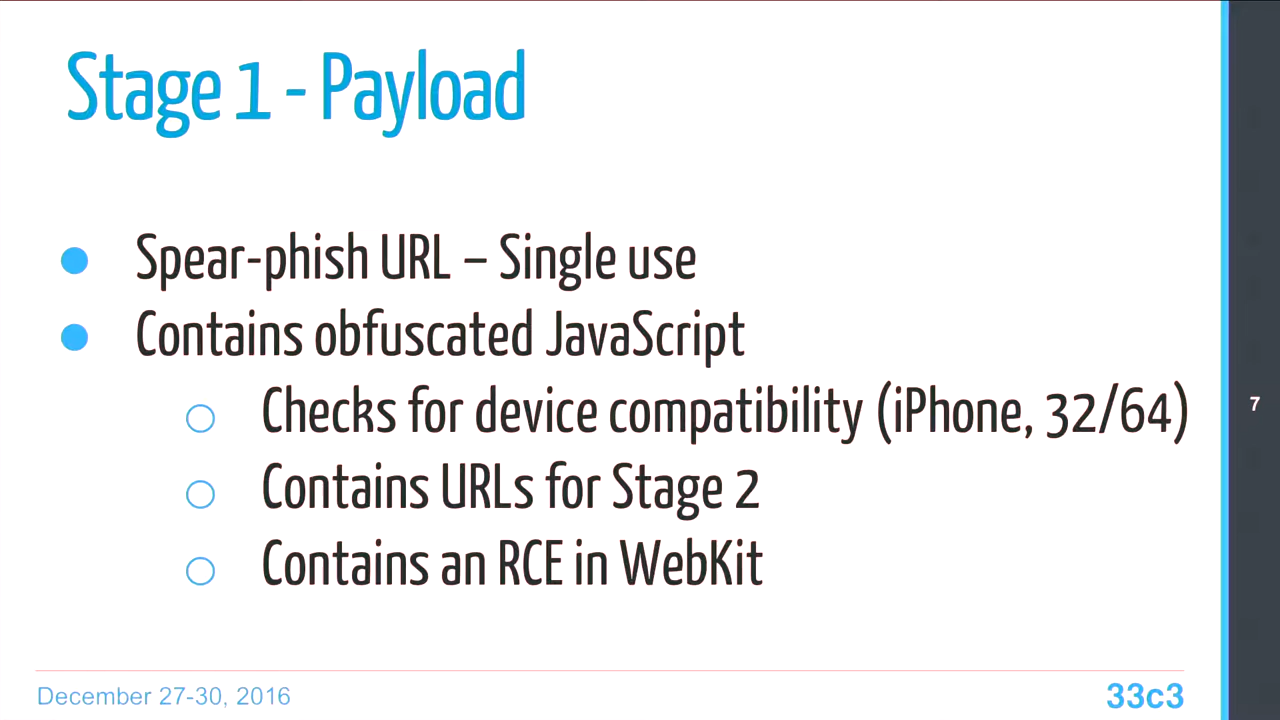 Stage 1 - Payload
● Spear-phish URL – Single use
● Contains obfuscated JavaScript
○ Checks for device compatibility (iPhone, 32/64)
○ Contains URLs for Stage 2
○ Contains an RCE in WebKit
7
December 27-30, 2016
33c3